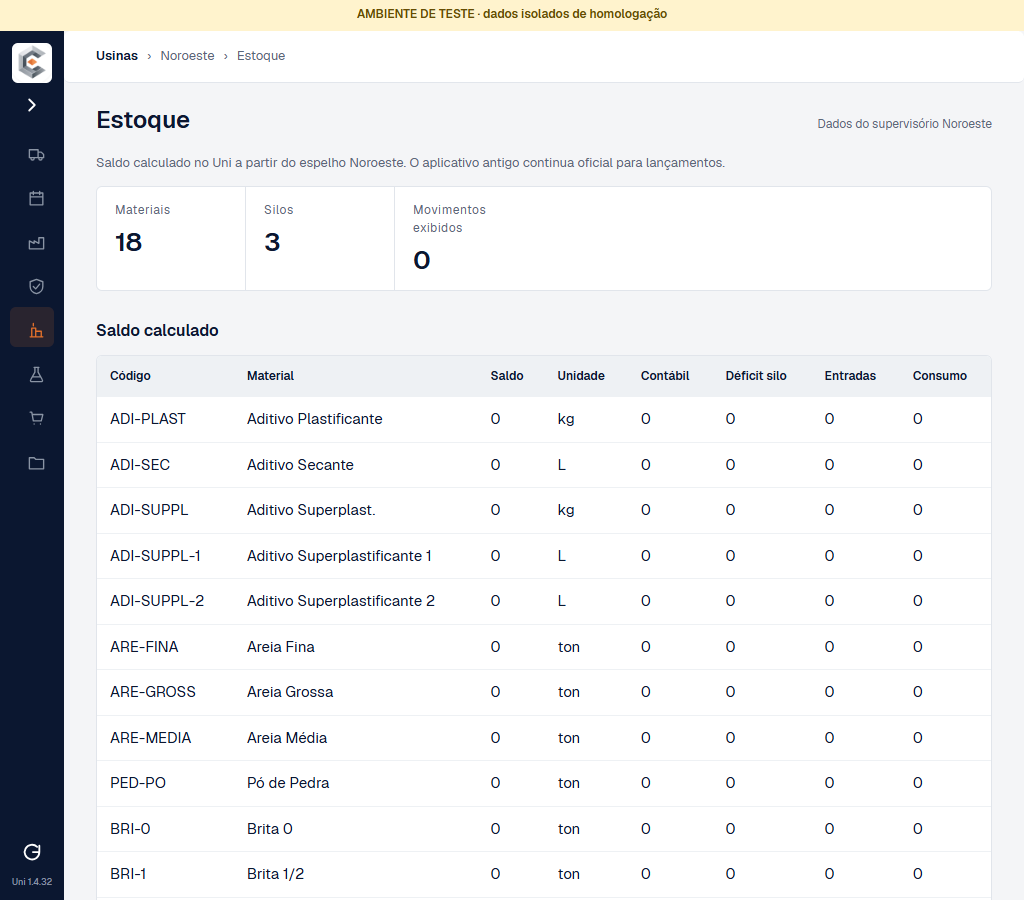 AMBIENTE DE TESTE · dados isolados de homologação
Usinas › Noroeste › Estoque
Estoque
Dados do supervisório Noroeste
Saldo calculado no Uni a partir do espelho Noroeste. O aplicativo antigo continua oficial para lançamentos.
Materiais
18
Silos
3
Movimentos
exibidos
0
Saldo calculado
Código Material Saldo Unidade Contábil Déficit silo Entradas Consumo
ADI-PLAST Aditivo Plastificante 0 kg 0 0 0 0
ADI-SEC Aditivo Secante 0 L 0 0 0 0
ADI-SUPPL Aditivo Superplast. 0 kg 0 0 0 0
ADI-SUPPL-1 Aditivo Superplastificante 1 0 L 0 0 0 0
ADI-SUPPL-2 Aditivo Superplastificante 2 0 L 0 0 0 0
ARE-FINA Areia Fina 0 ton 0 0 0 0
ARE-GROSS Areia Grossa 0 ton 0 0 0 0
ARE-MEDIA Areia Média 0 ton 0 0 0 0
PED-PO Pó de Pedra 0 ton 0 0 0 0
BRI-0 Brita 0 0 ton 0 0 0 0
BRI-1 Brita 1/2 0 ton 0 0 0 0
Uni 1.4.32